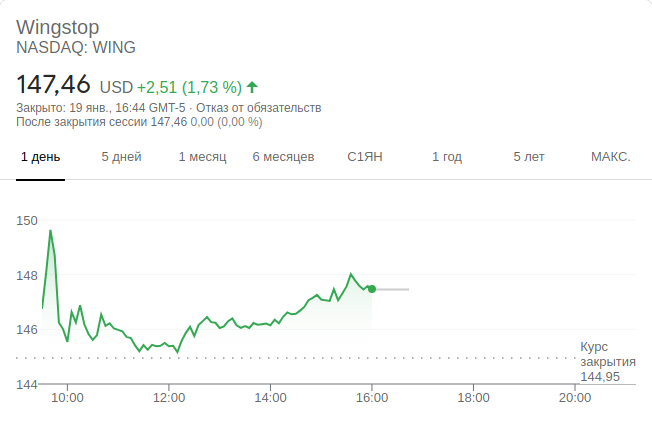 Wingstop
NASDAQ: WING
147,46 USD +2,51 (1,73 %)
Закрыто: 19 янв., 16:44 GMT-5 · Отказ от обязательств
После закрытия сессии 147,46 0,00 (0,00 %)
1 день 5 дней 1 месяц 6 месяцев С1ЯН 1 год 5 лет МАКС.
150
148
146
Курс
закрытия
144,95
144
10:00 12:00 14:00 16:00 18:00 20:00